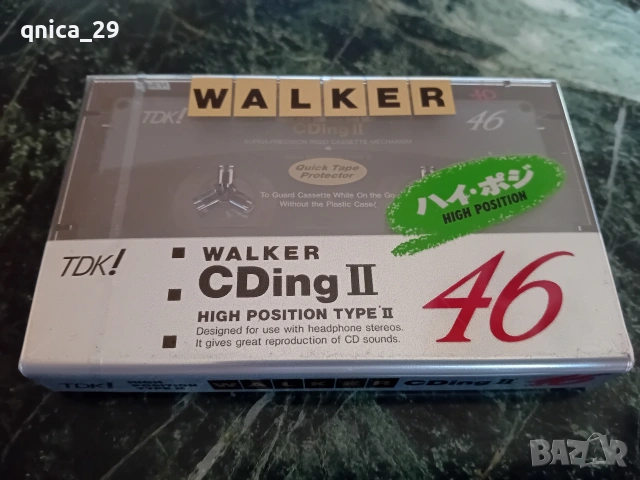 qnica_29
WALKER
TDK!
CDing II
46
Quick Tape
Protector
To Guard Cassette While On the Go
Without the Plastic Case!
ハイ・ポジ
HIGH POSITION
TDK!
WALKER
CDing II
HIGH POSITION TYPE II
Designed for use with headphone stereos.
It gives great reproduction of CD sounds.
46
TDK!
HIGH
POSITION
WALKER
CDing II
BAZAR